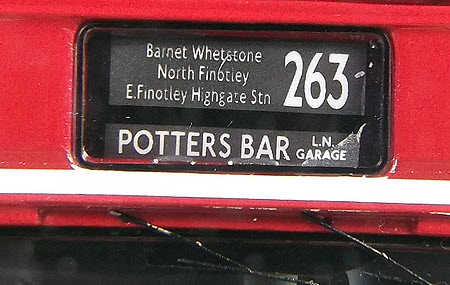 Barnet Whetstone
North Finotley
E.Finotley Highgate Stn
263
POTTERS BAR L.N.
GARAGE